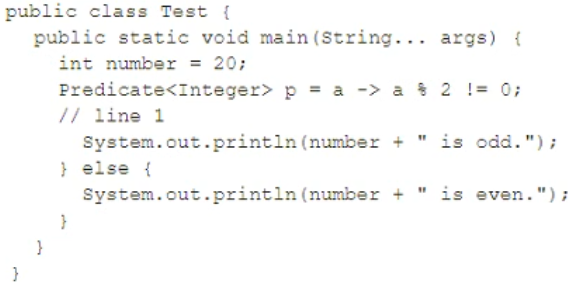 public class Test {
public static void main(String... args) {
int number = 20;
Predicate<Integer> p = a -> a % 2 != 0;
// line 1
System.out.println(number + " is odd.");
} else {
System.out.println(number + " is even.");
}
}
}